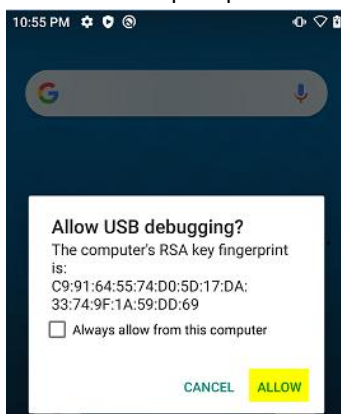 10:55 PM
G
Allow USB debugging?
The computer's RSA key fingerprint
is:
C9:91:64:55:74:D0:5D:17:DA:
33:74:9F:1A:59:DD:69
Always allow from this computer
CANCEL ALLOW